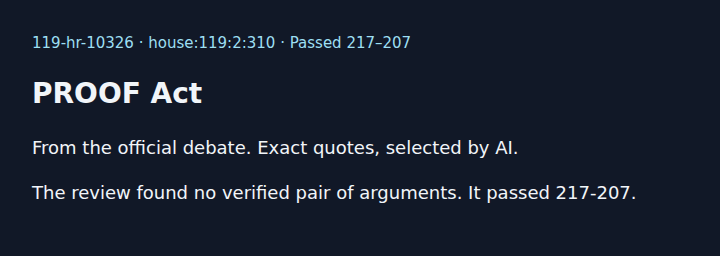 119-hr-10326 · house:119:2:310 · Passed 217–207
PROOF Act
From the official debate. Exact quotes, selected by AI.
The review found no verified pair of arguments. It passed 217-207.